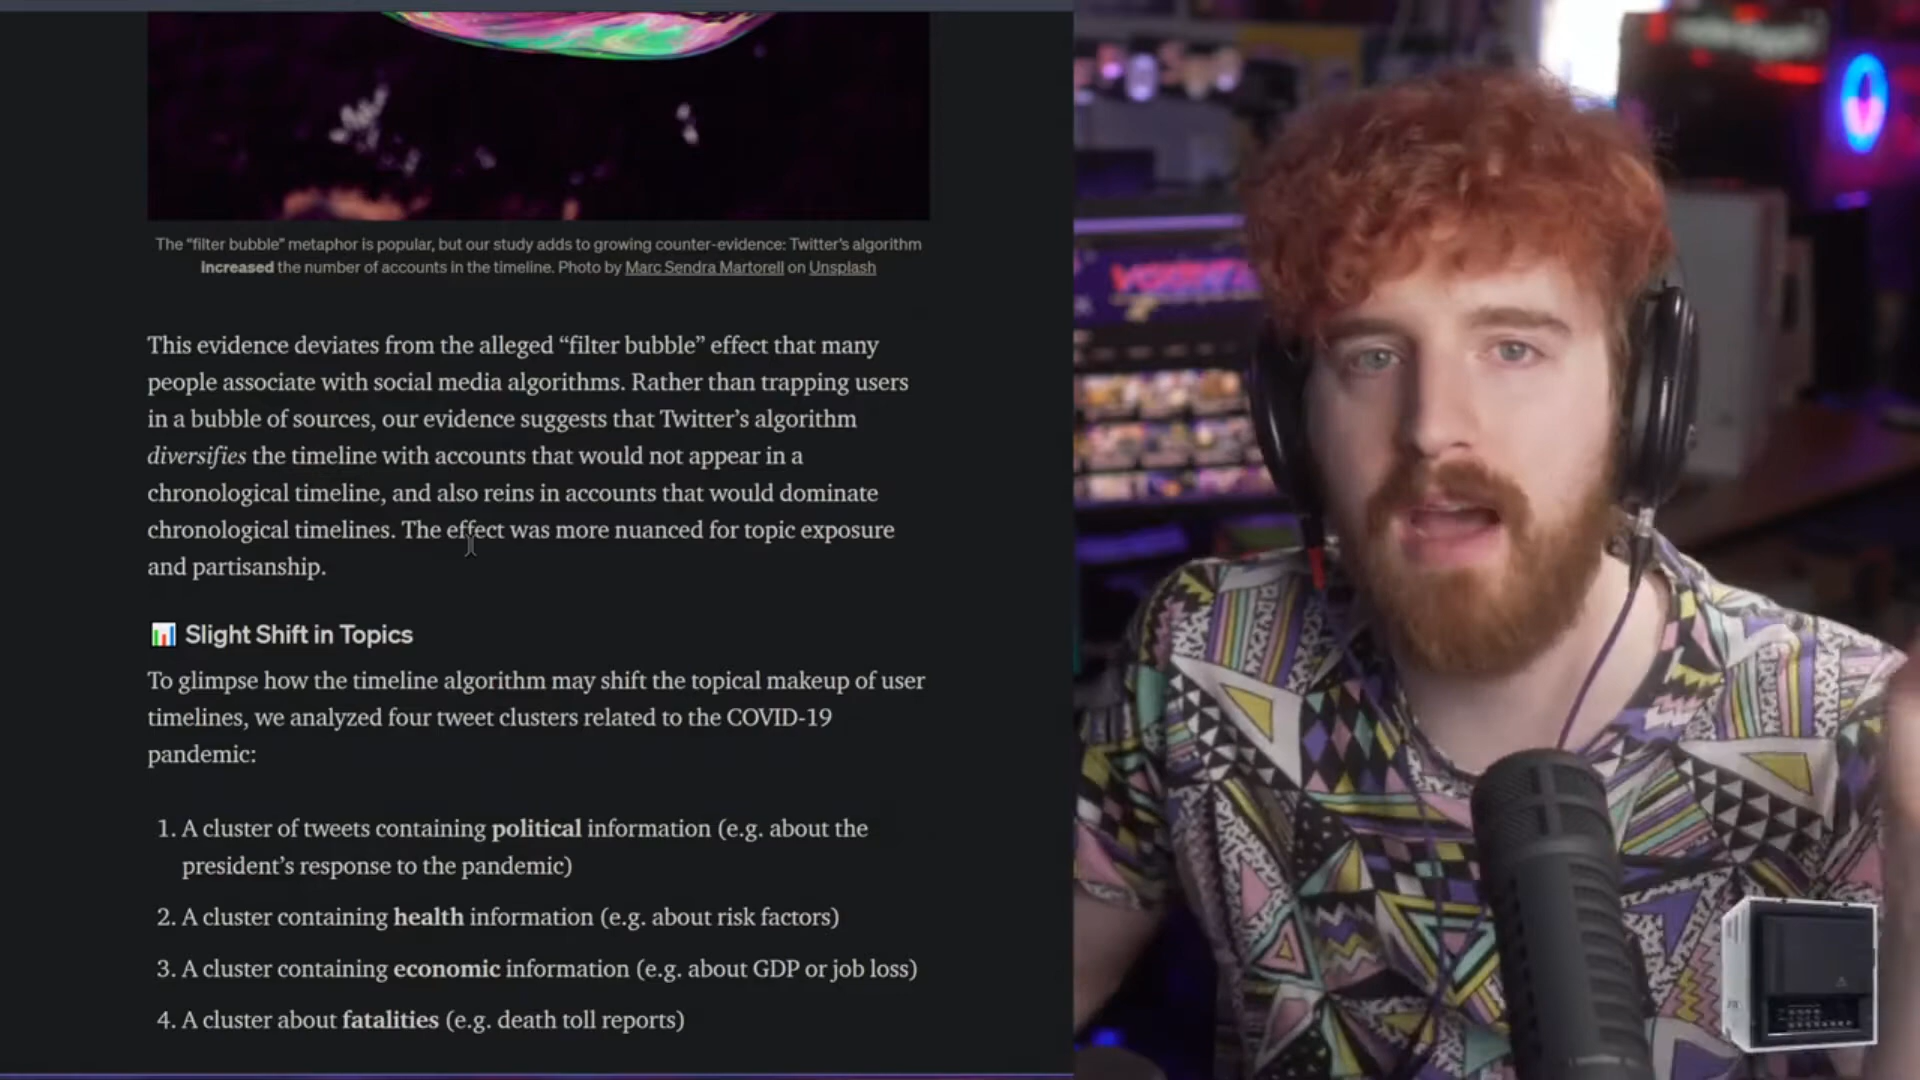 The “filter bubble” metaphor is popular, but our study adds to growing counter-evidence: Twitter’s algorithm
increased the number of accounts in the timeline. Photo by Marc Sendra Martorell on Unsplash
This evidence deviates from the alleged “filter bubble” effect that many
people associate with social media algorithms. Rather than trapping users
in a bubble of sources, our evidence suggests that Twitter’s algorithm
diversifies the timeline with accounts that would not appear in a
chronological timeline, and also reins in accounts that would dominate
chronological timelines. The effect was more nuanced for topic exposure
and partisanship.
📊 Slight Shift in Topics
To glimpse how the timeline algorithm may shift the topical makeup of user
timelines, we analyzed four tweet clusters related to the COVID-19
pandemic:
1. A cluster of tweets containing political information (e.g. about the
president’s response to the pandemic)
2. A cluster containing health information (e.g. about risk factors)
3. A cluster containing economic information (e.g. about GDP or job loss)
4. A cluster about fatalities (e.g. death toll reports)